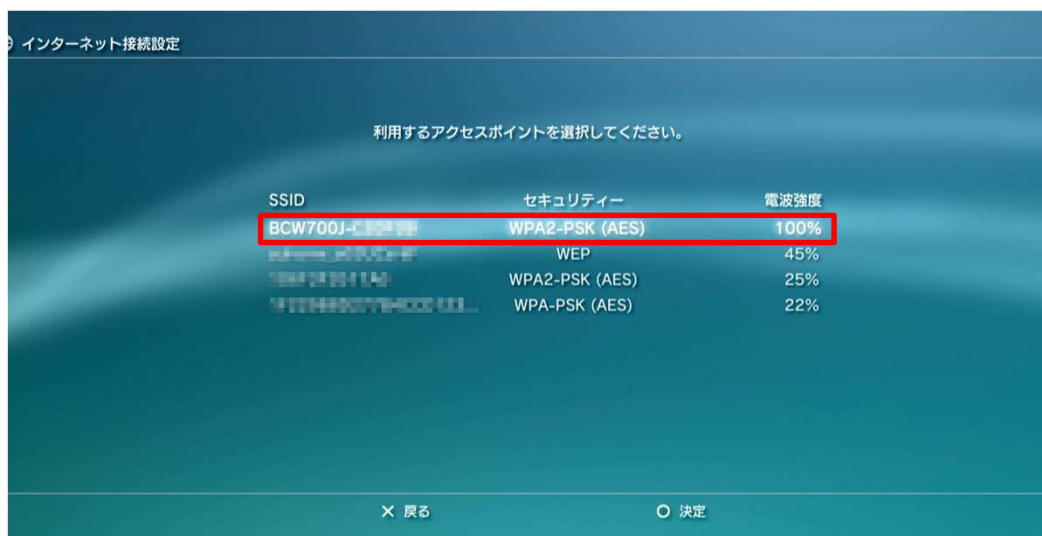 インターネット接続設定
利用するアクセスポイントを選択してください。
SSID セキュリティー 電波強度
BCW700J- WPA2-PSK (AES) 100%
WEP 45%
WPA2-PSK (AES) 25%
WPA-PSK (AES) 22%
✕ 戻る ○ 決定